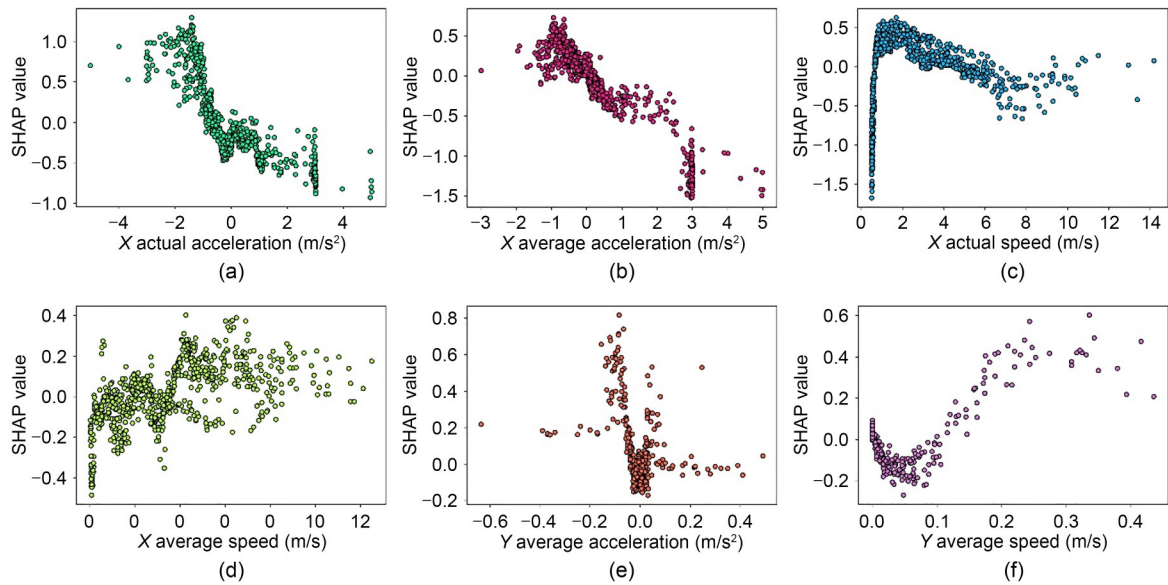 1.0
0.5
0.0
−0.5
−1.0
SHAP value
−4 −2 0 2 4
X actual acceleration (m/s²)
(a)
0.5
0.0
−0.5
−1.0
−1.5
SHAP value
−3 −2 −1 0 1 2 3 4 5
X average acceleration (m/s²)
(b)
0.5
0.0
−0.5
−1.0
−1.5
SHAP value
0 2 4 6 8 10 12 14
X actual speed (m/s)
(c)
0.4
0.2
0.0
−0.2
−0.4
SHAP value
0 0 0 0 0 10 12
X average speed (m/s)
(d)
0.8
0.6
0.4
0.2
0.0
−0.2
SHAP value
−0.6 −0.4 −0.2 0.0 0.2 0.4
Y average acceleration (m/s²)
(e)
0.6
0.4
0.2
0.0
−0.2
SHAP value
0.0 0.1 0.2 0.3 0.4
Y average speed (m/s)
(f)